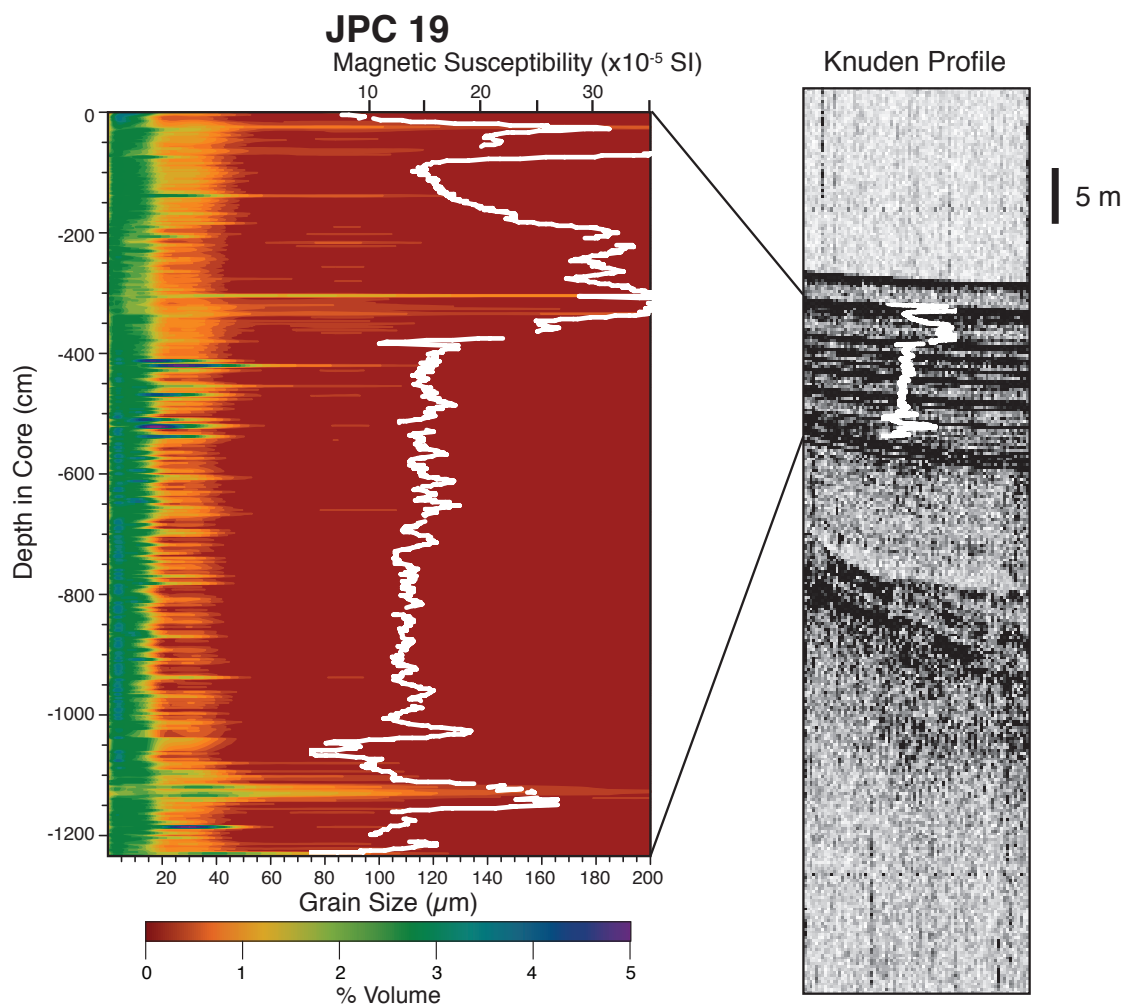 JPC 19
Magnetic Susceptibility (x10⁻⁵ SI)
10 20 30
Knuden Profile
5 m
Depth in Core (cm)
0
-200
-400
-600
-800
-1000
-1200
20 40 60 80 100 120 140 160 180 200
Grain Size (µm)
0 1 2 3 4 5
% Volume